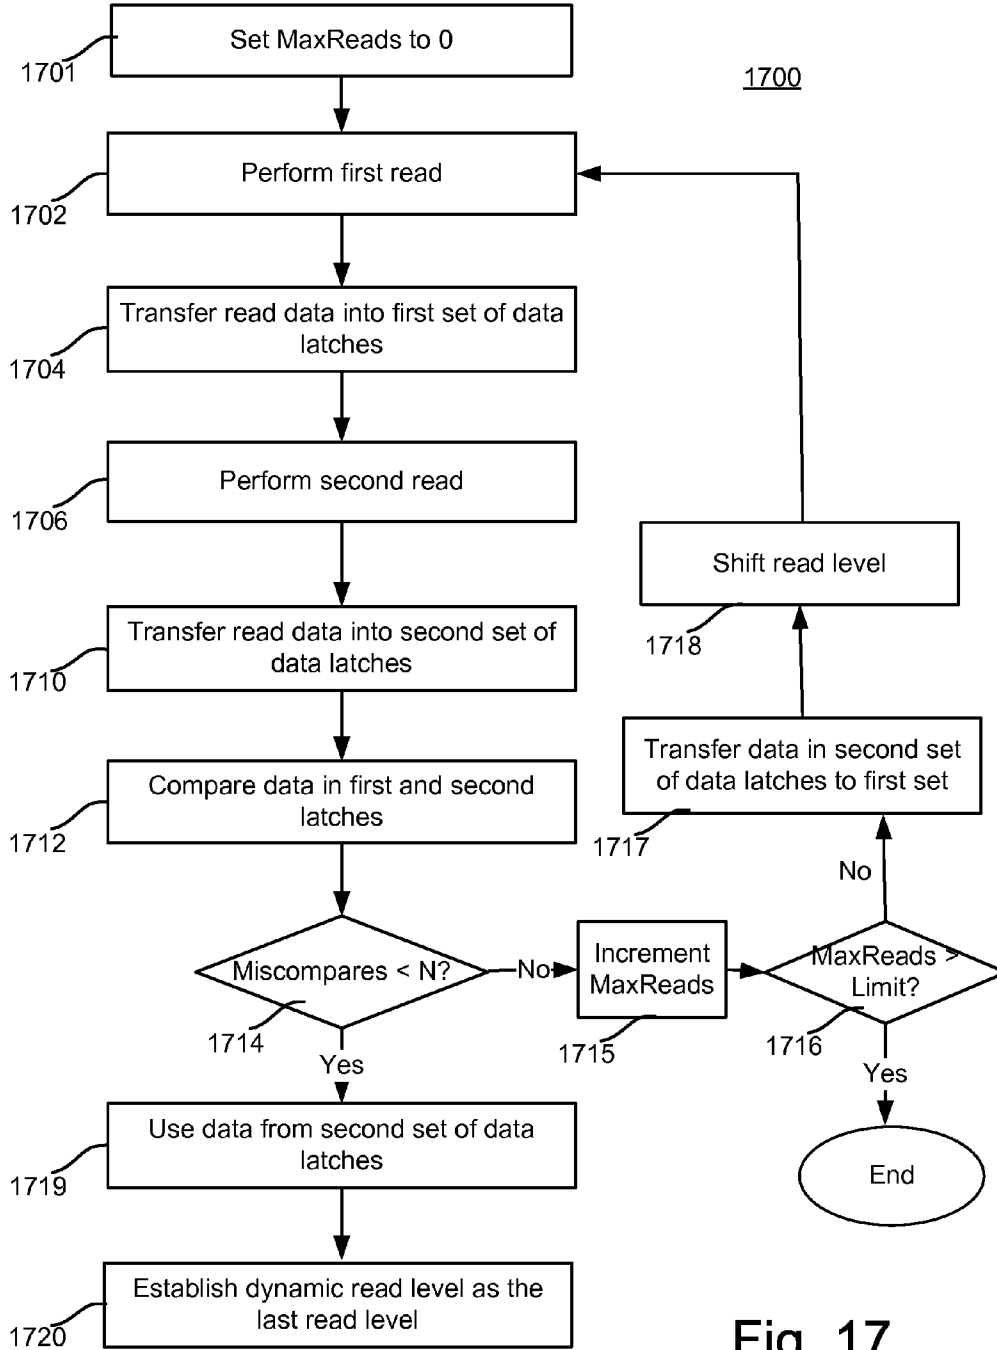 Set MaxReads to 0
1701
1700
Perform first read
1702
Transfer read data into first set of data
latches
1704
Perform second read
1706
Shift read level
1718
Transfer read data into second set of
data latches
1710
Transfer data in second set
of data latches to first set
1717
Compare data in first and second
latches
1712
No
Miscompares < N?
1714
No
Increment
MaxReads
1715
MaxReads >
Limit?
1716
Yes
Yes
Use data from second set of data
latches
1719
End
Establish dynamic read level as the
last read level
1720
Fig. 17